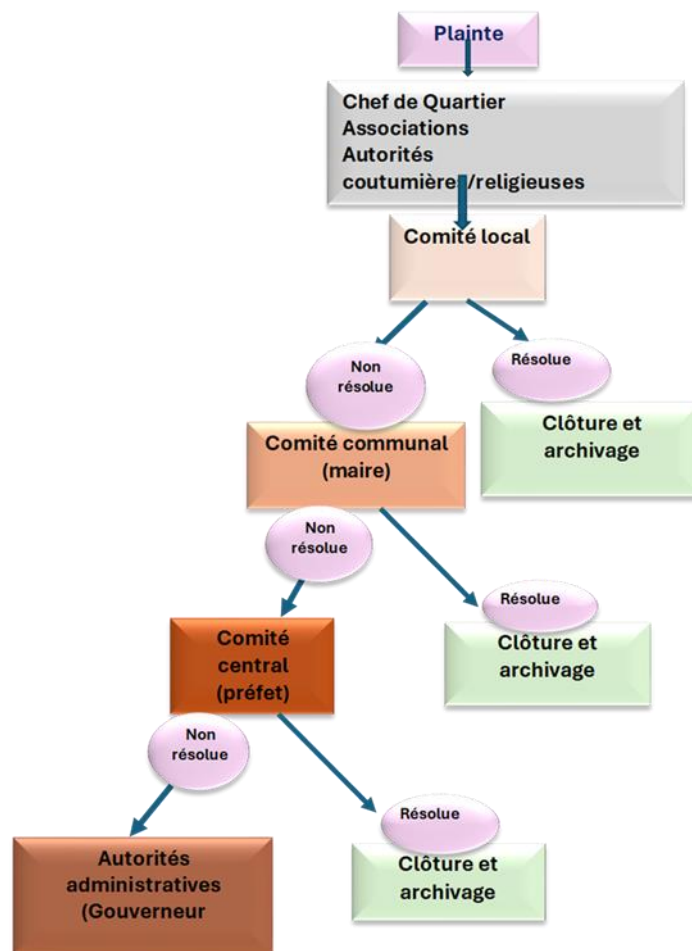 Plainte
Chef de Quartier
Associations
Autorités
coutumières/religieuses
Comité local
Non
résolue
Résolue
Clôture et
archivage
Comité communal
(maire)
Non
résolue
Résolue
Clôture et
archivage
Comité
central
(préfet)
Non
résolue
Résolue
Clôture et
archivage
Autorités
administratives
(Gouverneur